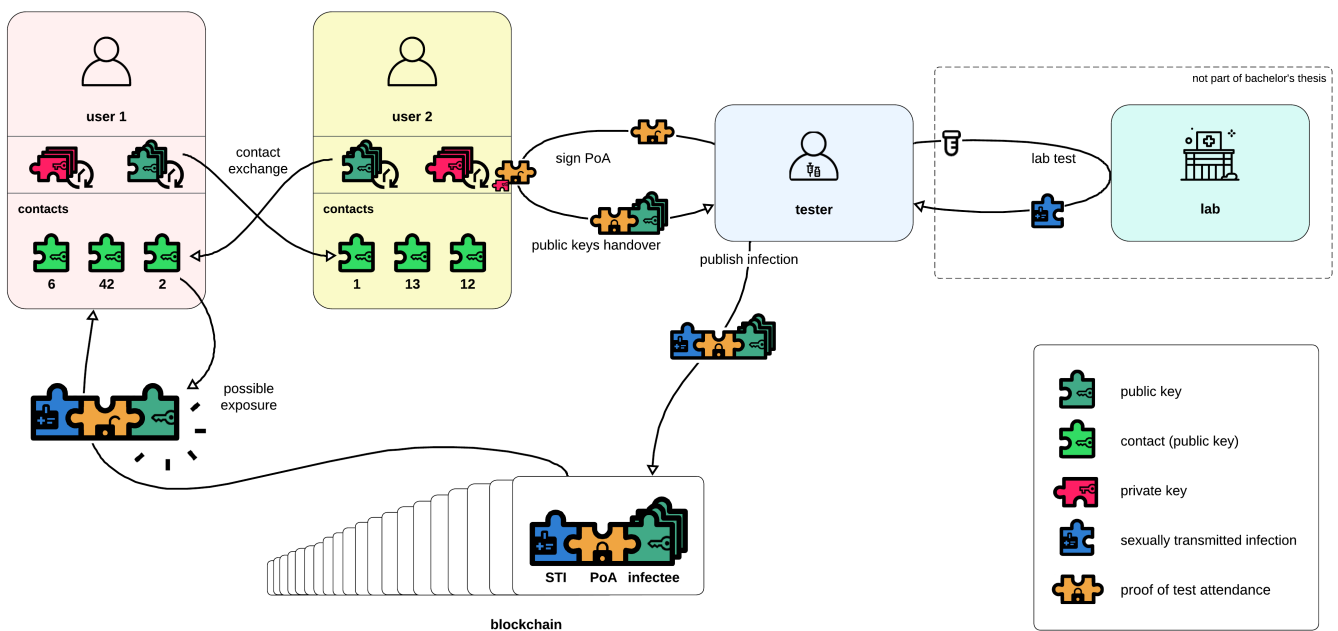 user 1
user 2
not part of bachelor's thesis
contact
exchange
sign PoA
lab test
contacts
contacts
tester
lab
public keys handover
publish infection
6
42
2
1
13
12
possible
exposure
public key
contact (public key)
private key
sexually transmitted infection
proof of test attendance
STI
PoA
infectee
blockchain